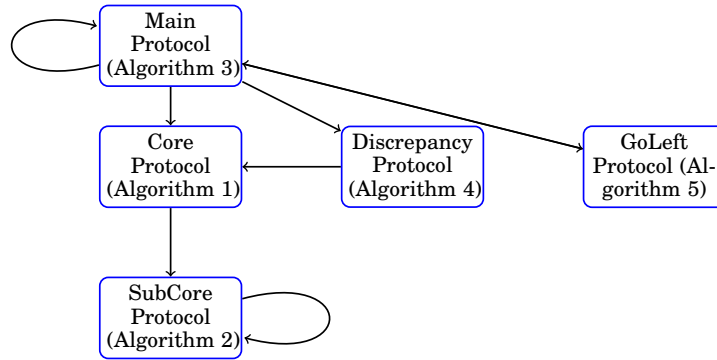 Main
Protocol
(Algorithm 3)
Core
Protocol
(Algorithm 1)
Discrepancy
Protocol
(Algorithm 4)
GoLeft
Protocol (Al-
gorithm 5)
SubCore
Protocol
(Algorithm 2)